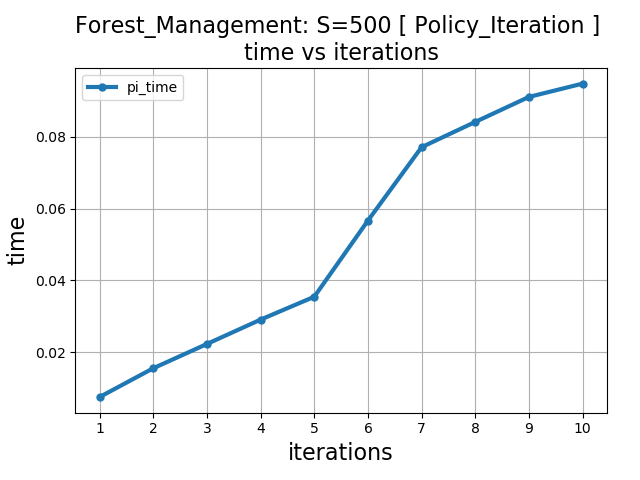 Forest_Management: S=500 [ Policy_Iteration ]
time vs iterations
pi_time
0.08
0.06
0.04
0.02
time
1 2 3 4 5 6 7 8 9 10
iterations